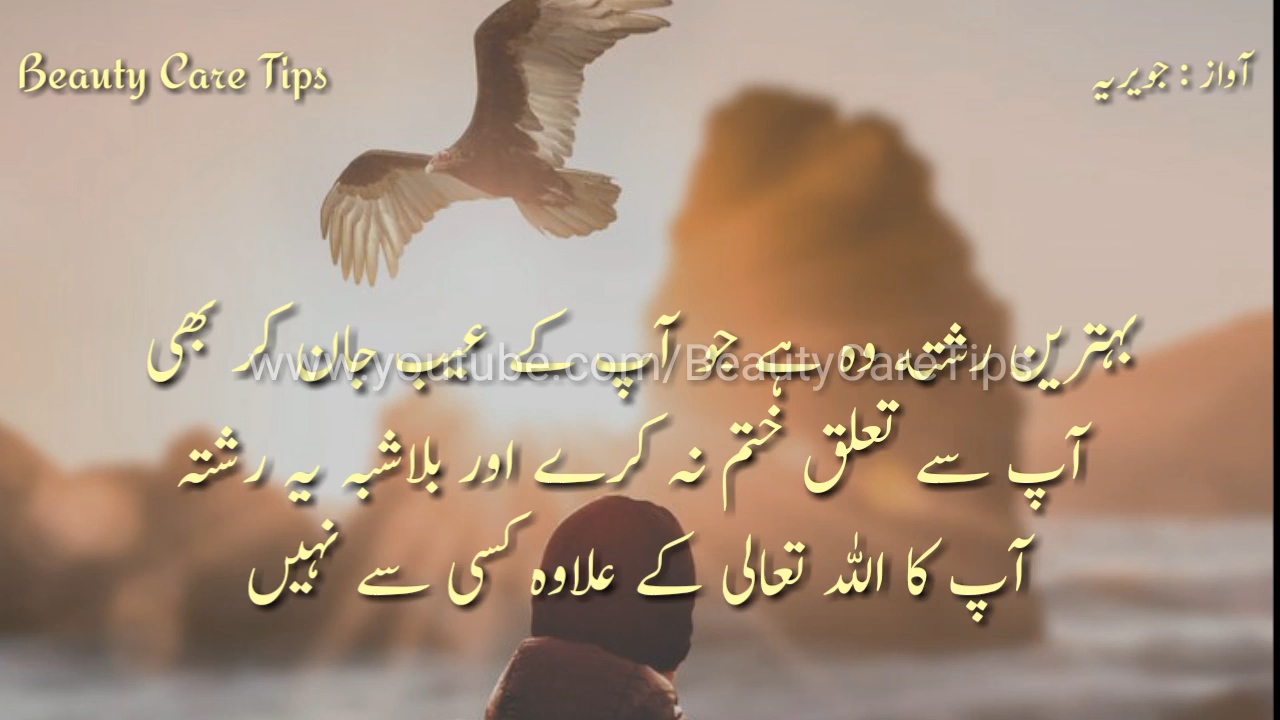 Beauty Care Tips
آواز : جویریہ
بہترین رشتہ وہ ہے جو آپ کے عیب جان کر بھی
www.youtube.com/BeautyCareTips
آپ سے تعلق ختم نہ کرے اور بلاشبہ یہ رشتہ
آپ کا اللہ تعالی کے علاوہ کسی سے نہیں